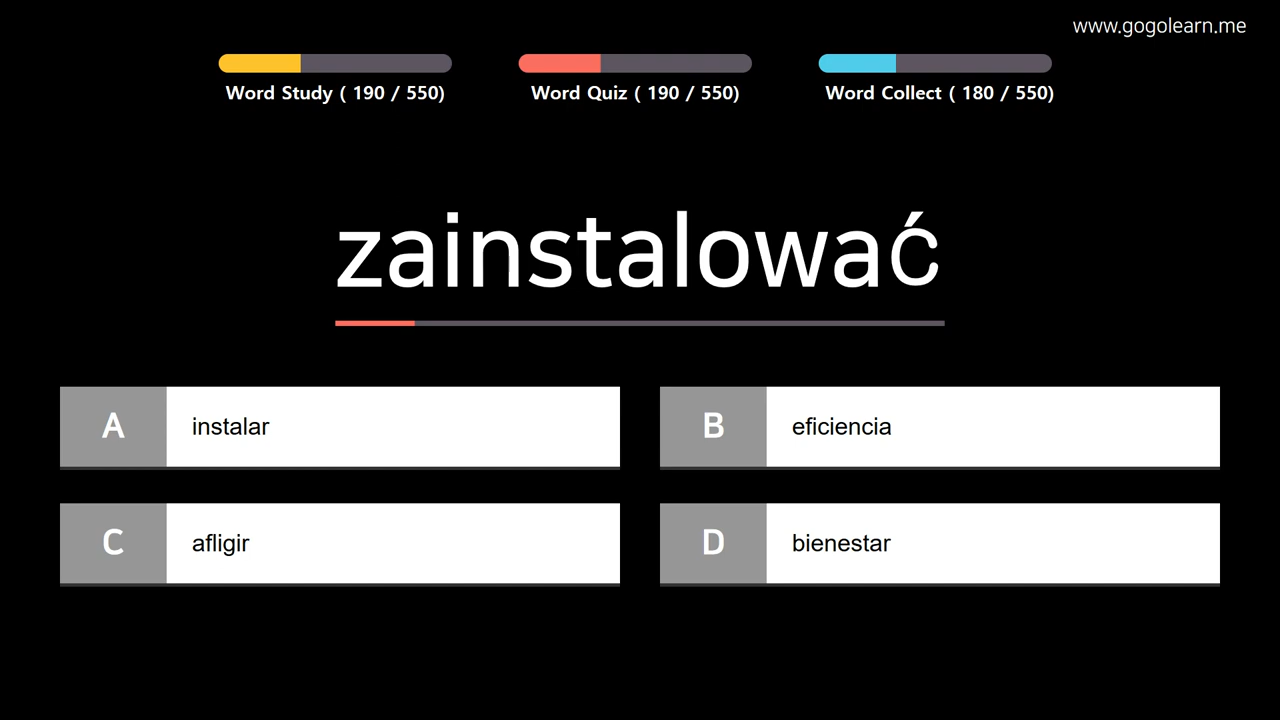 www.gogolearn.me
Word Study ( 190 / 550)
Word Quiz ( 190 / 550)
Word Collect ( 180 / 550)
zainstalować
A instalar
B eficiencia
C afligir
D bienestar